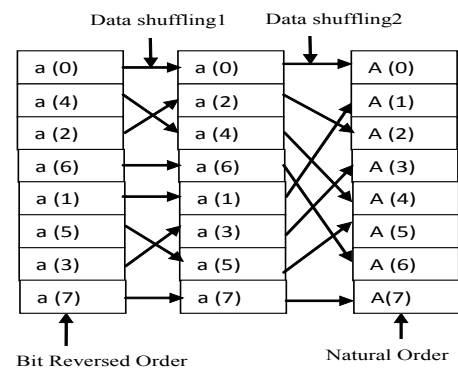 Data shuffling1 Data shuffling2
a (0) a (0) A (0)
a (4) a (2) A (1)
a (2) a (4) A (2)
a (6) a (6) A (3)
a (1) a (1) A (4)
a (5) a (3) A (5)
a (3) a (5) A (6)
a (7) a (7) A(7)
Bit Reversed Order Natural Order